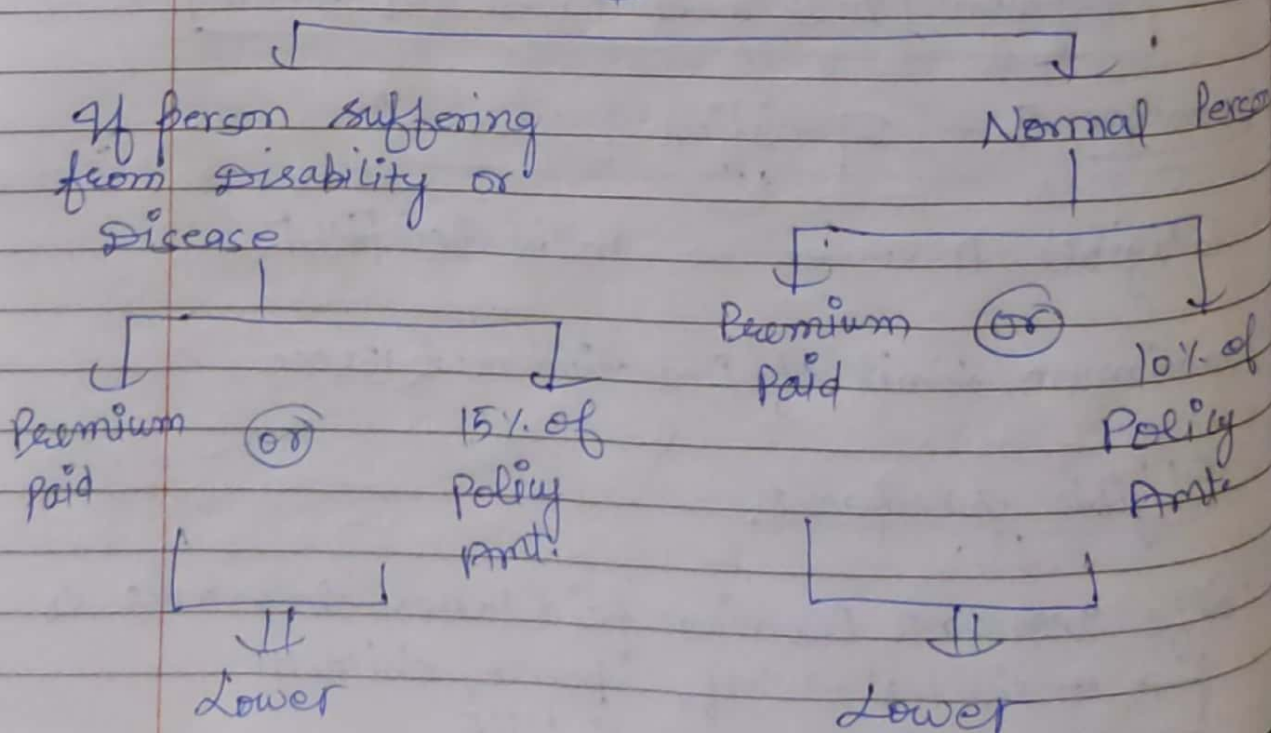 If person suffering
from Disability or
Disease
Normal
Premium
Paid
or
10% of
Policy
Amt.
Premium
Paid
or
15% of
Policy
Amt.
Lower
Lower